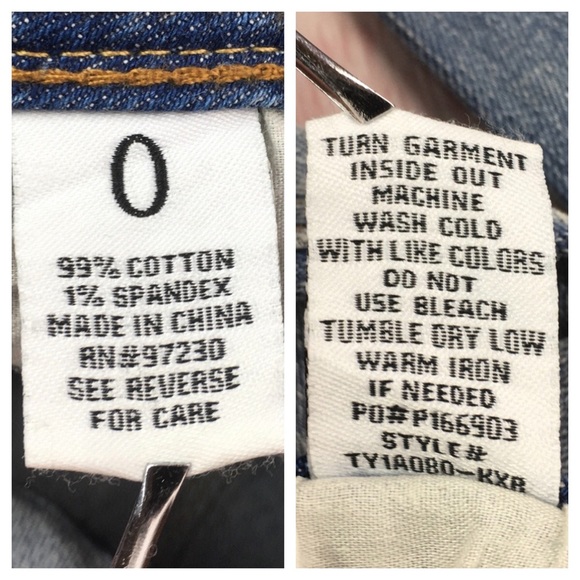 0
99% COTTON
1% SPANDEX
MADE IN CHINA
RN#97230
SEE REVERSE
FOR CARE
TURN GARMENT
INSIDE OUT
MACHINE
WASH COLD
WITH LIKE COLORS
DO NOT
USE BLEACH
TUMBLE DRY LOW
WARM IRON
IF NEEDED
PO#P166903
STYLE#
TY1A080-KXR